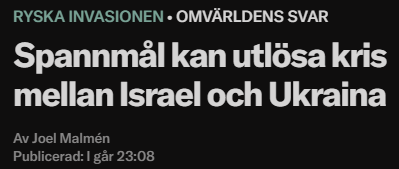 RYSKA INVASIONEN • OMVÄRLDENS SVAR
Spannmål kan utlösa kris
mellan Israel och Ukraina
Av Joel Malmén
Publicerad: I går 23:08